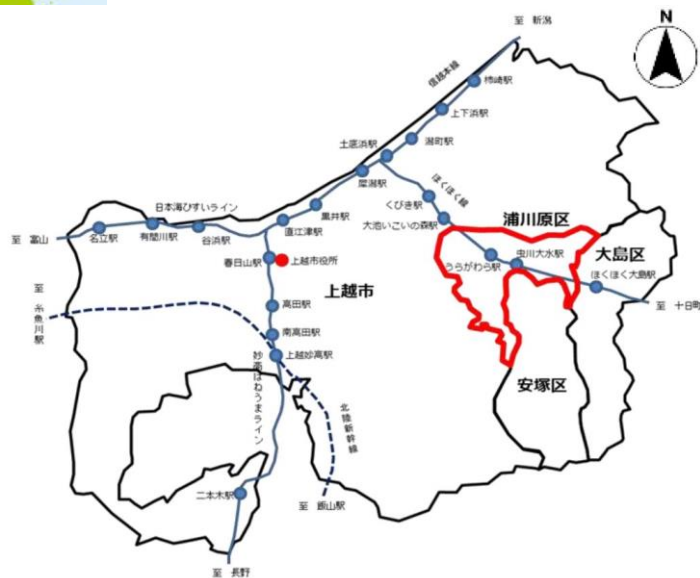 N
至 新潟
信越本線
柿崎駅
上下浜駅
潟町駅
土底浜駅
犀潟駅
ほくほく線
くびき駅
大池いこいの森駅
黒井駅
直江津駅
日本海ひすいライン
至 富山
名立駅
有間川駅
谷浜駅
浦川原区
うらがわら駅
虫川大水駅
大島区
ほくほく大島駅
至 十日町
春日山駅
上越市役所
上越市
至 糸魚川駅
高田駅
南高田駅
上越妙高駅
妙高はねうまライン
安塚区
北陸新幹線
二本木駅
至 飯山駅
至 長野